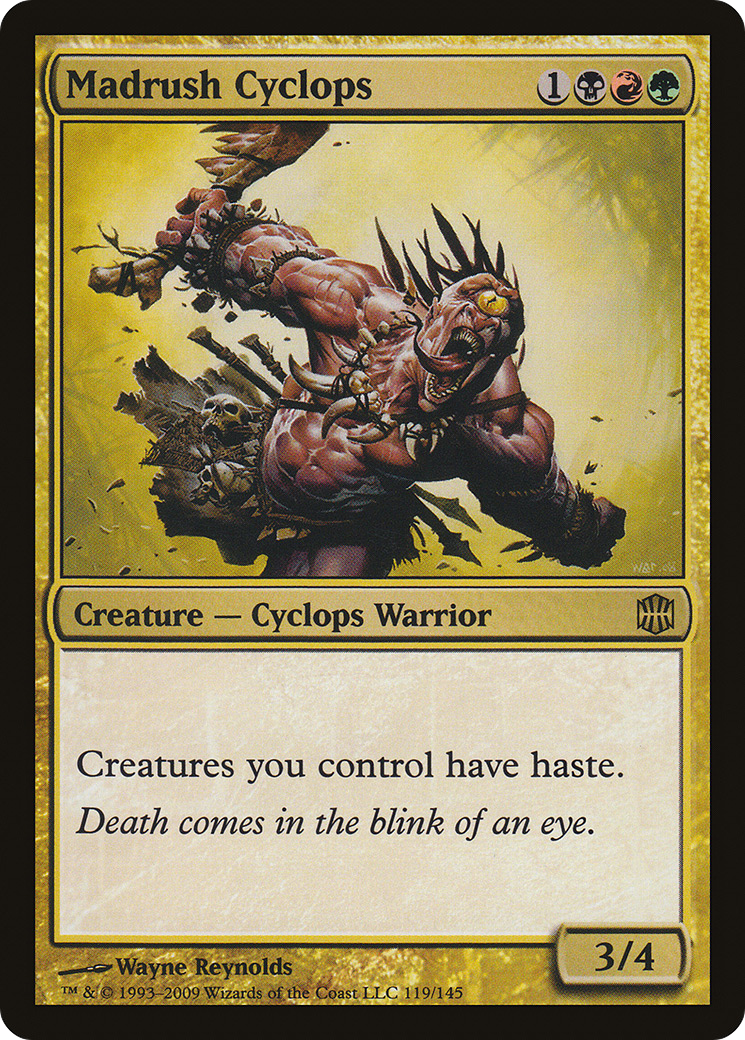 Madrush Cyclops 1
Creature — Cyclops Warrior
Creatures you control have haste.
Death comes in the blink of an eye.
3/4
Wayne Reynolds
™ & © 1993–2009 Wizards of the Coast LLC 119/145